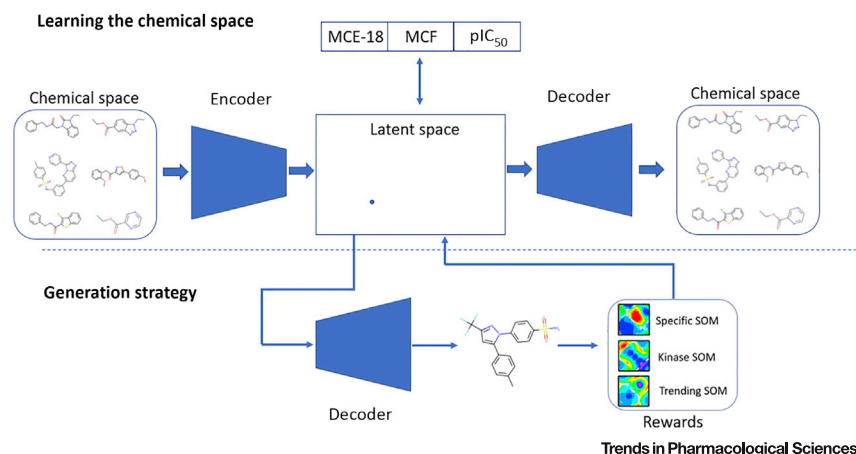 Learning the chemical space
MCE-18 MCF pIC50
Chemical space
Encoder
Latent space
Decoder
Chemical space
Generation strategy
Decoder
Specific SOM
Kinase SOM
Trending SOM
Rewards
Trends in Pharmacological Sciences